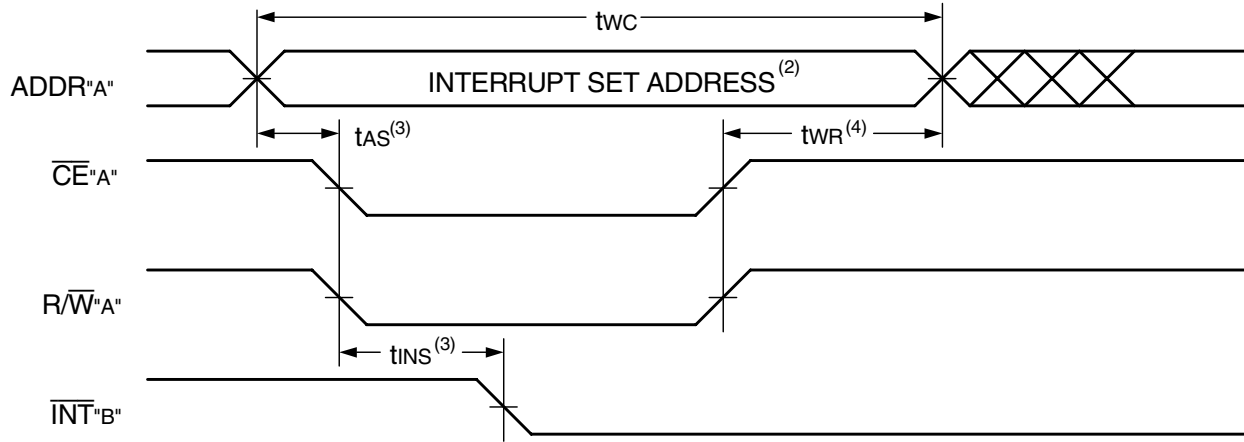 tWC
ADDR"A"
INTERRUPT SET ADDRESS(2)
tAS(3)
tWR(4)
CE"A"
R/W"A"
tINS(3)
INT"B"